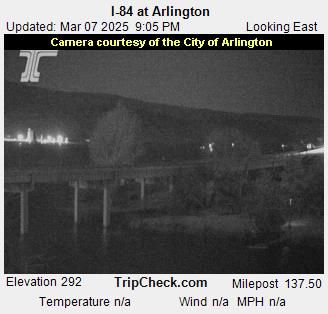 I-84 at Arlington
Updated: Mar 07 2025 9:05 PM Looking East
Camera courtesy of the City of Arlington
Elevation 292 TripCheck.com Milepost 137.50
Temperature n/a Wind n/a MPH n/a